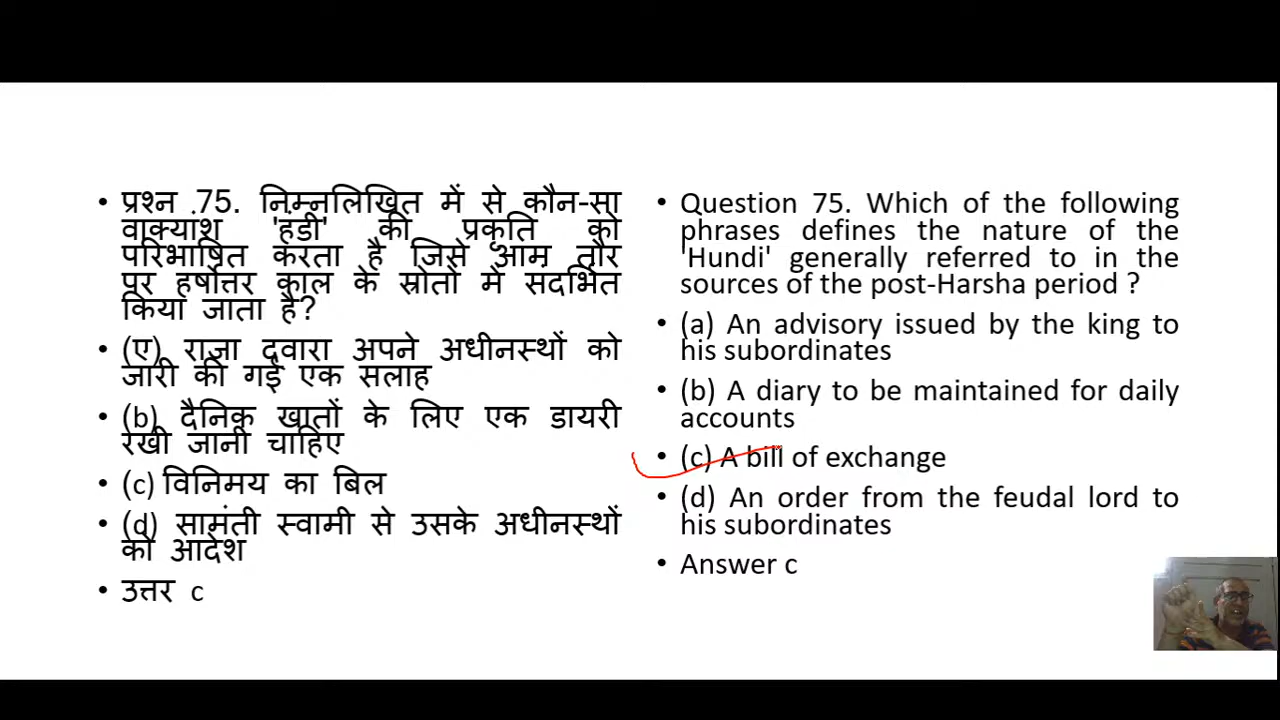 • प्रश्न 75. निम्नलिखित में से कौन-सा
वाक्यांश 'हुंडी' की प्रकृति को
परिभाषित करता है जिसे आम तौर
पर हर्षोत्तर काल के स्रोतों में संदर्भित
किया जाता है?
• (ए) राजा द्वारा अपने अधीनस्थों को
जारी की गई एक सलाह
• (b) दैनिक खातों के लिए एक डायरी
रखी जानी चाहिए
• (c) विनिमय का बिल
• (d) सामंती स्वामी से उसके अधीनस्थों
को आदेश
• उत्तर c
• Question 75. Which of the following
phrases defines the nature of the
'Hundi' generally referred to in the
sources of the post-Harsha period ?
• (a) An advisory issued by the king to
his subordinates
• (b) A diary to be maintained for daily
accounts
• (c) A bill of exchange
• (d) An order from the feudal lord to
his subordinates
• Answer c